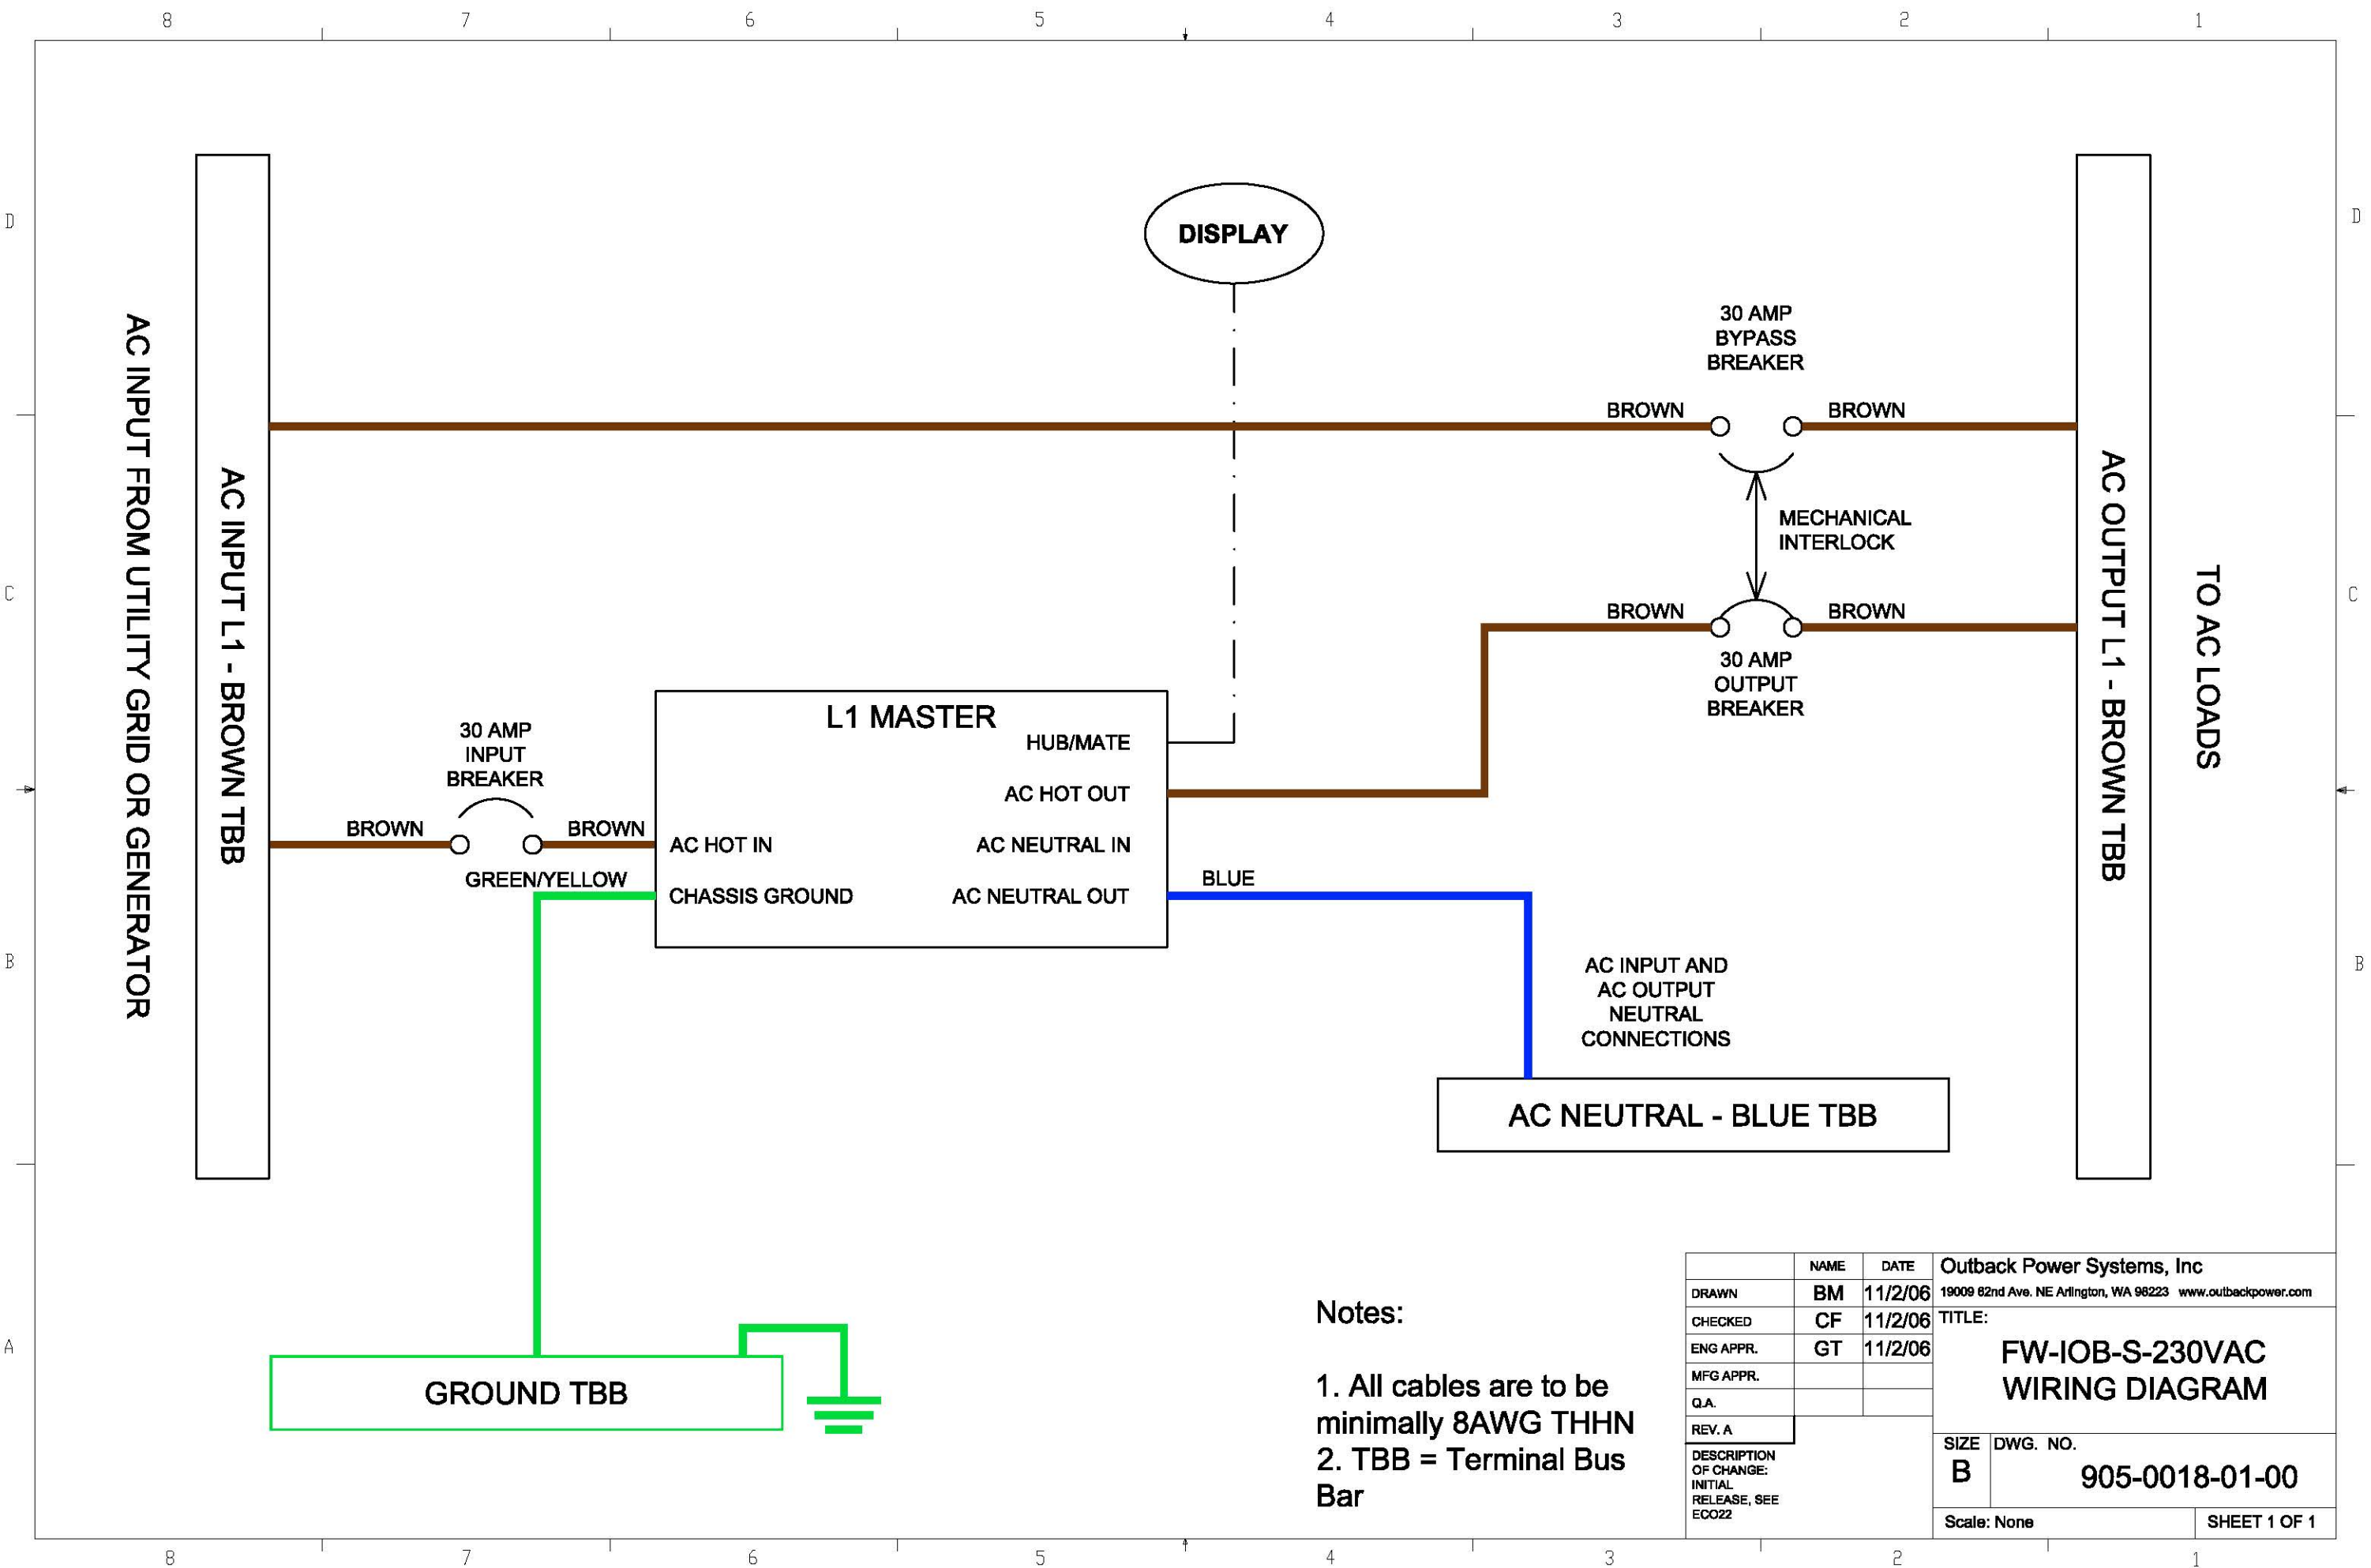 8 7 6 5 4 3 2 1
D
D
DISPLAY
30 AMP
BYPASS
BREAKER
BROWN
BROWN
AC INPUT FROM UTILITY GRID OR GENERATOR
AC INPUT L1 - BROWN TBB
AC OUTPUT L1 - BROWN TBB
TO AC LOADS
MECHANICAL
INTERLOCK
C
C
BROWN
BROWN
30 AMP
OUTPUT
BREAKER
L1 MASTER
HUB/MATE
AC HOT OUT
AC NEUTRAL IN
AC NEUTRAL OUT
AC HOT IN
CHASSIS GROUND
30 AMP
INPUT
BREAKER
BROWN
BROWN
GREEN/YELLOW
BLUE
B
B
AC INPUT AND
AC OUTPUT
NEUTRAL
CONNECTIONS
AC NEUTRAL - BLUE TBB
A
GROUND TBB
Notes:
1. All cables are to be
minimally 8AWG THHN
2. TBB = Terminal Bus
Bar
NAME DATE
DRAWN BM 11/2/06
CHECKED CF 11/2/06
ENG APPR. GT 11/2/06
MFG APPR.
Q.A.
REV. A
DESCRIPTION
OF CHANGE:
INITIAL
RELEASE, SEE
ECO22
Outback Power Systems, Inc
19009 62nd Ave. NE Arlington, WA 98223 www.outbackpower.com
TITLE:
FW-IOB-S-230VAC
WIRING DIAGRAM
SIZE
B
DWG. NO.
905-0018-01-00
Scale: None
SHEET 1 OF 1
8 7 6 5 4 3 2 1